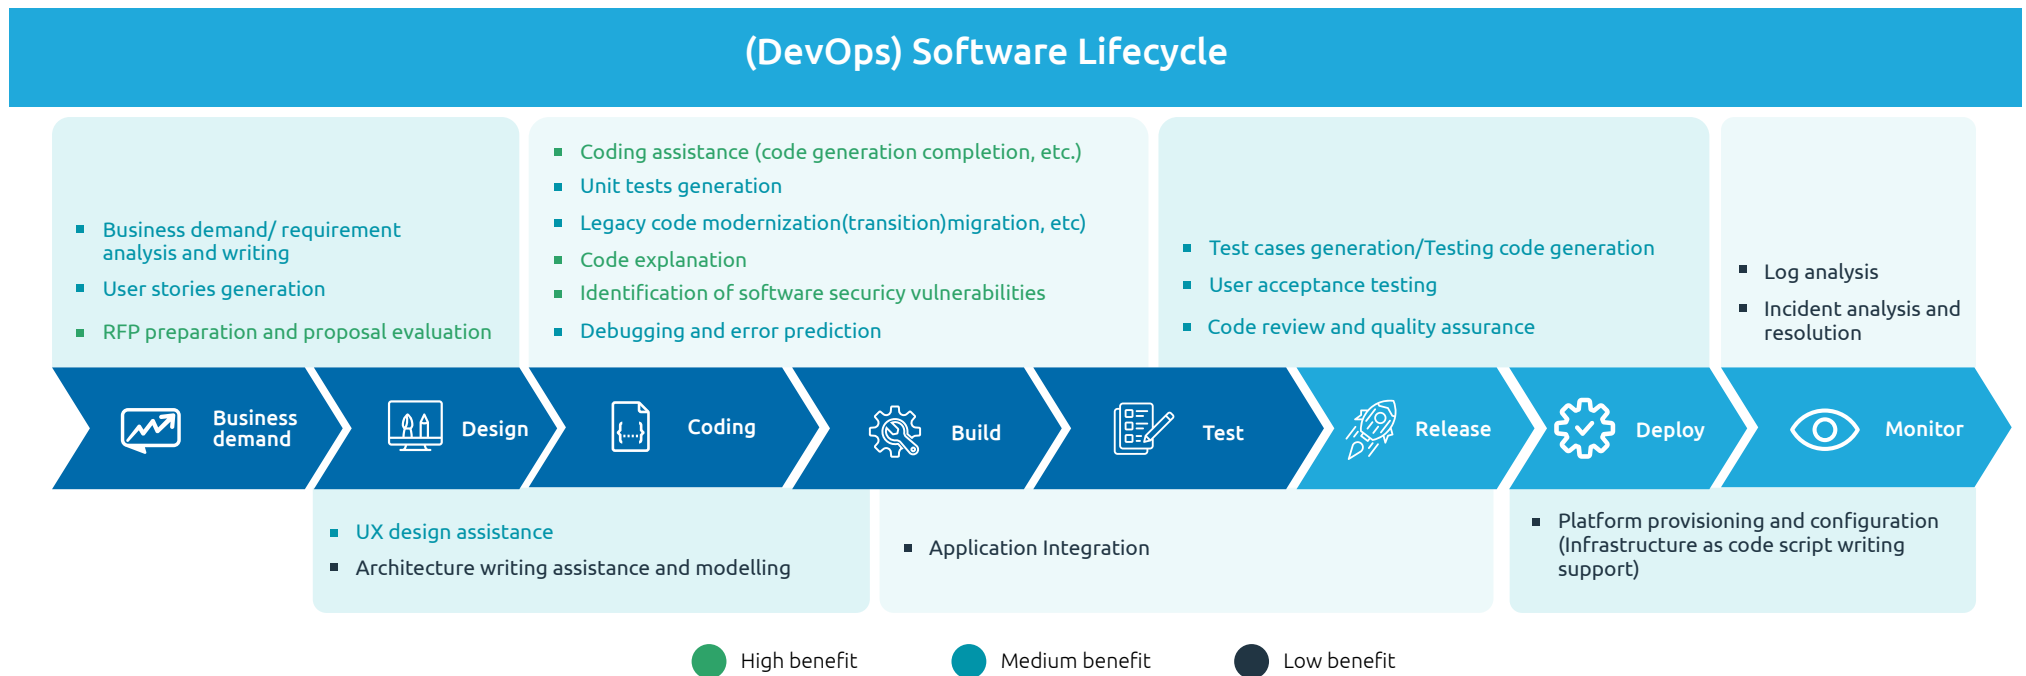 (DevOps) Software Lifecycle
Business demand/ requirement
analysis and writing
User stories generation
RFP preparation and proposal evaluation
Coding assistance (code generation completion, etc.)
Unit tests generation
Legacy code modernization(transition)migration, etc)
Code explanation
Identification of software securicy vulnerabilities
Debugging and error prediction
Test cases generation/Testing code generation
User acceptance testing
Code review and quality assurance
Log analysis
Incident analysis and
resolution
Business
demand
Design
Coding
Build
Test
Release
Deploy
Monitor
UX design assistance
Architecture writing assistance and modelling
Application Integration
Platform provisioning and configuration
(Infrastructure as code script writing
support)
High benefit
Medium benefit
Low benefit